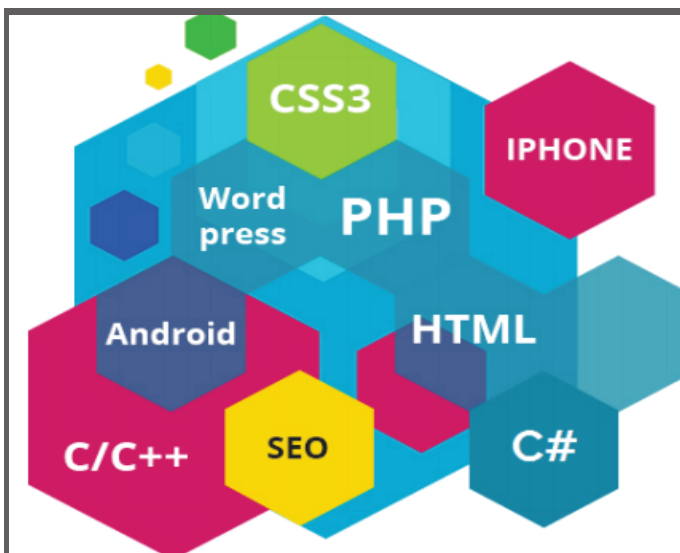 CSS3
IPHONE
Word
press
PHP
Android
HTML
C/C++
SEO
C#